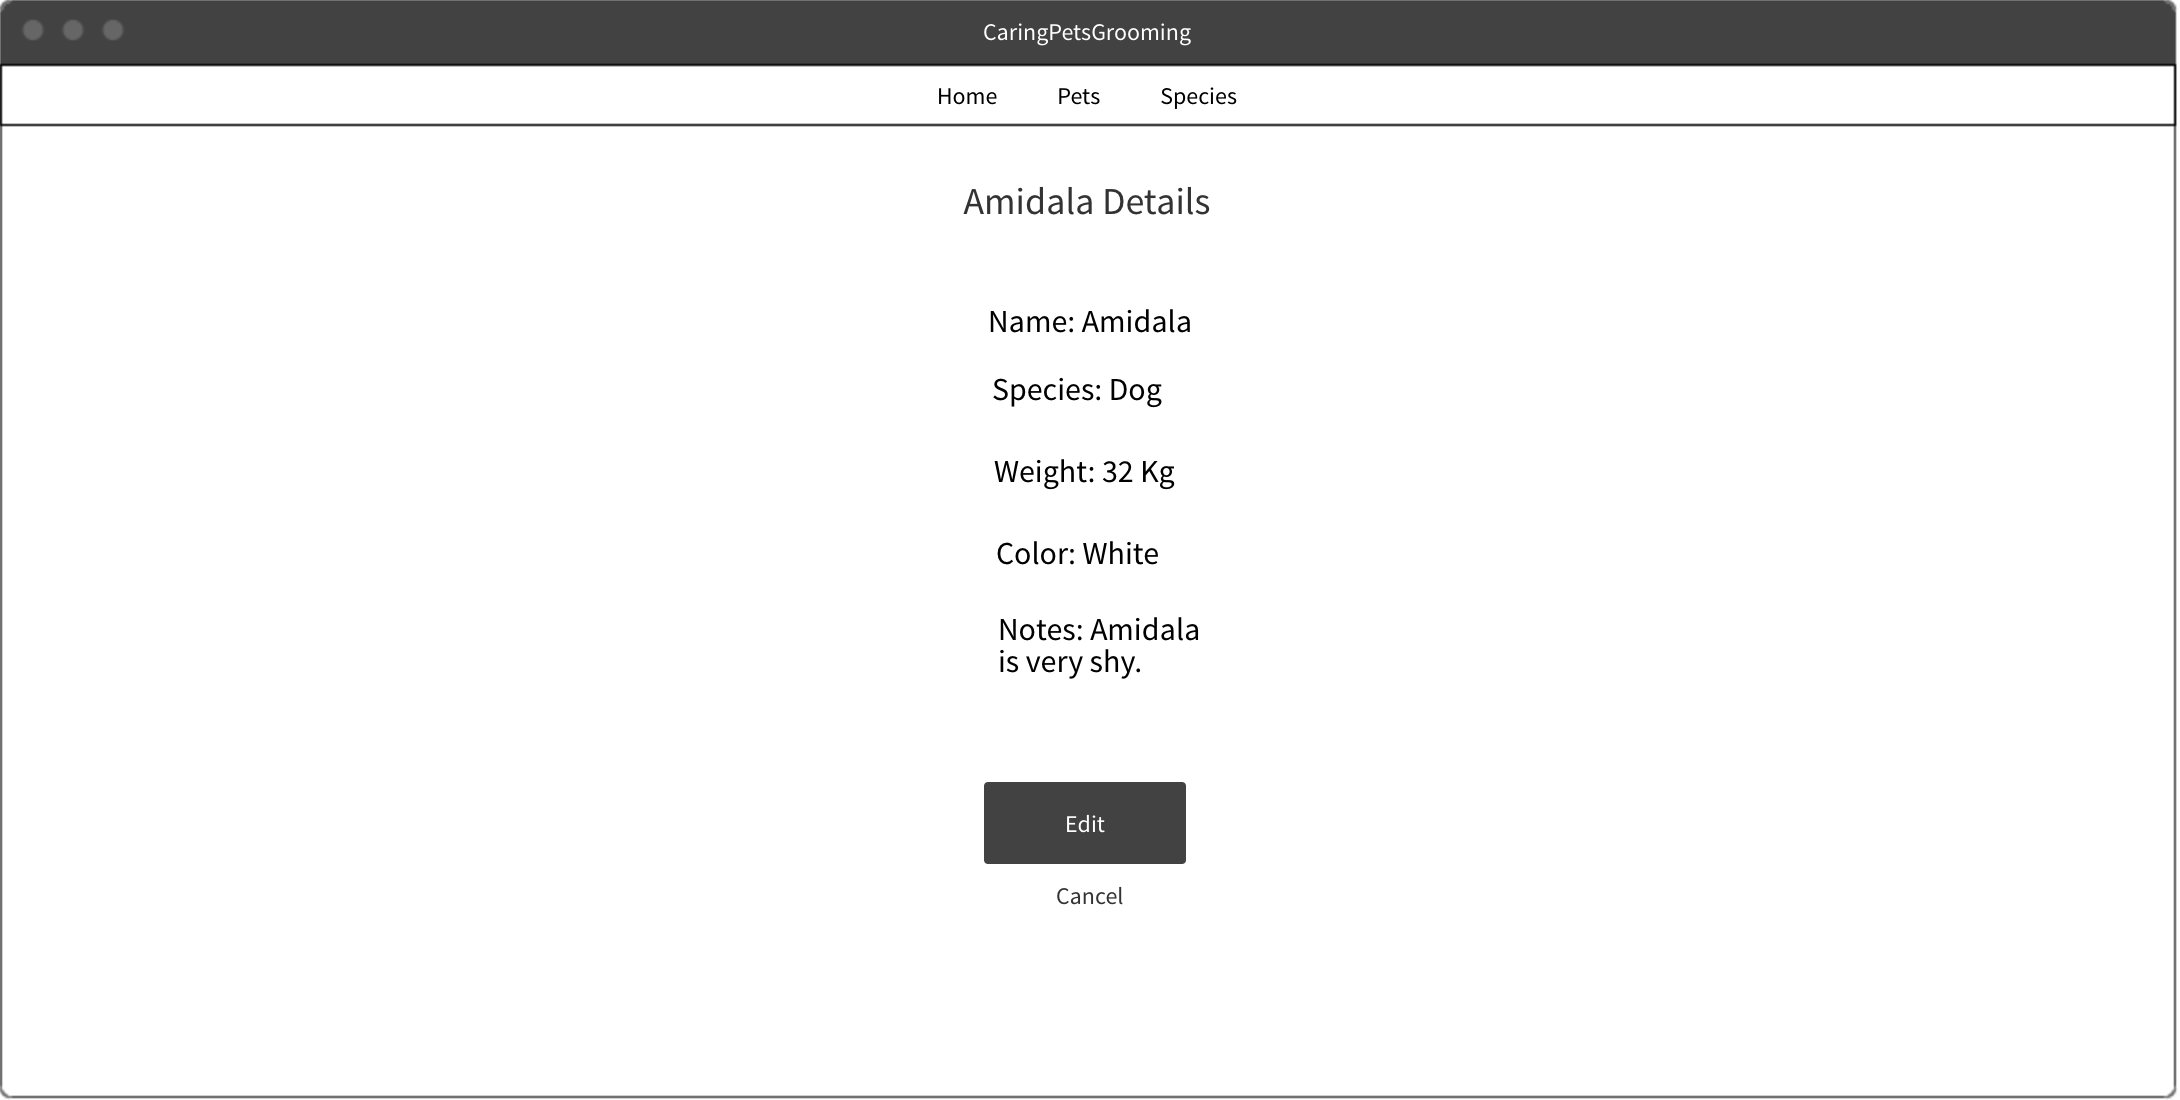 CaringPetsGrooming
Home Pets Species
Amidala Details
Name: Amidala
Species: Dog
Weight: 32 Kg
Color: White
Notes: Amidala
is very shy.
Edit
Cancel